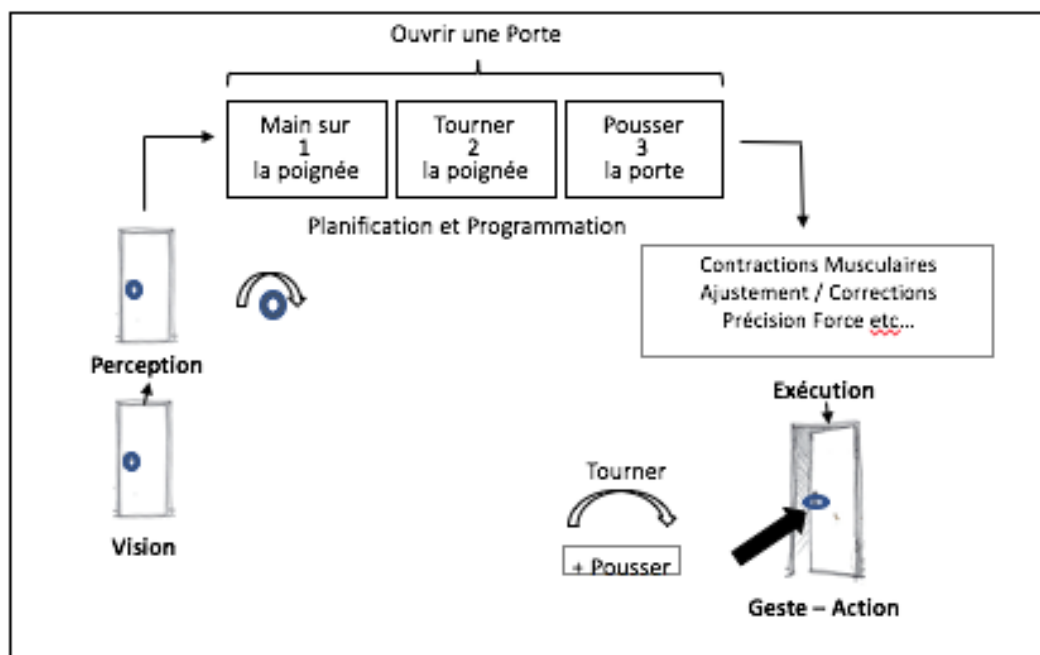 Ouvrir une Porte
Main sur
1
la poignée
Tourner
2
la poignée
Pousser
3
la porte
Planification et Programmation
Contractions Musculaires
Ajustement / Corrections
Précision Force etc...
Perception
Exécution
Vision
Tourner
+ Pousser
Geste – Action